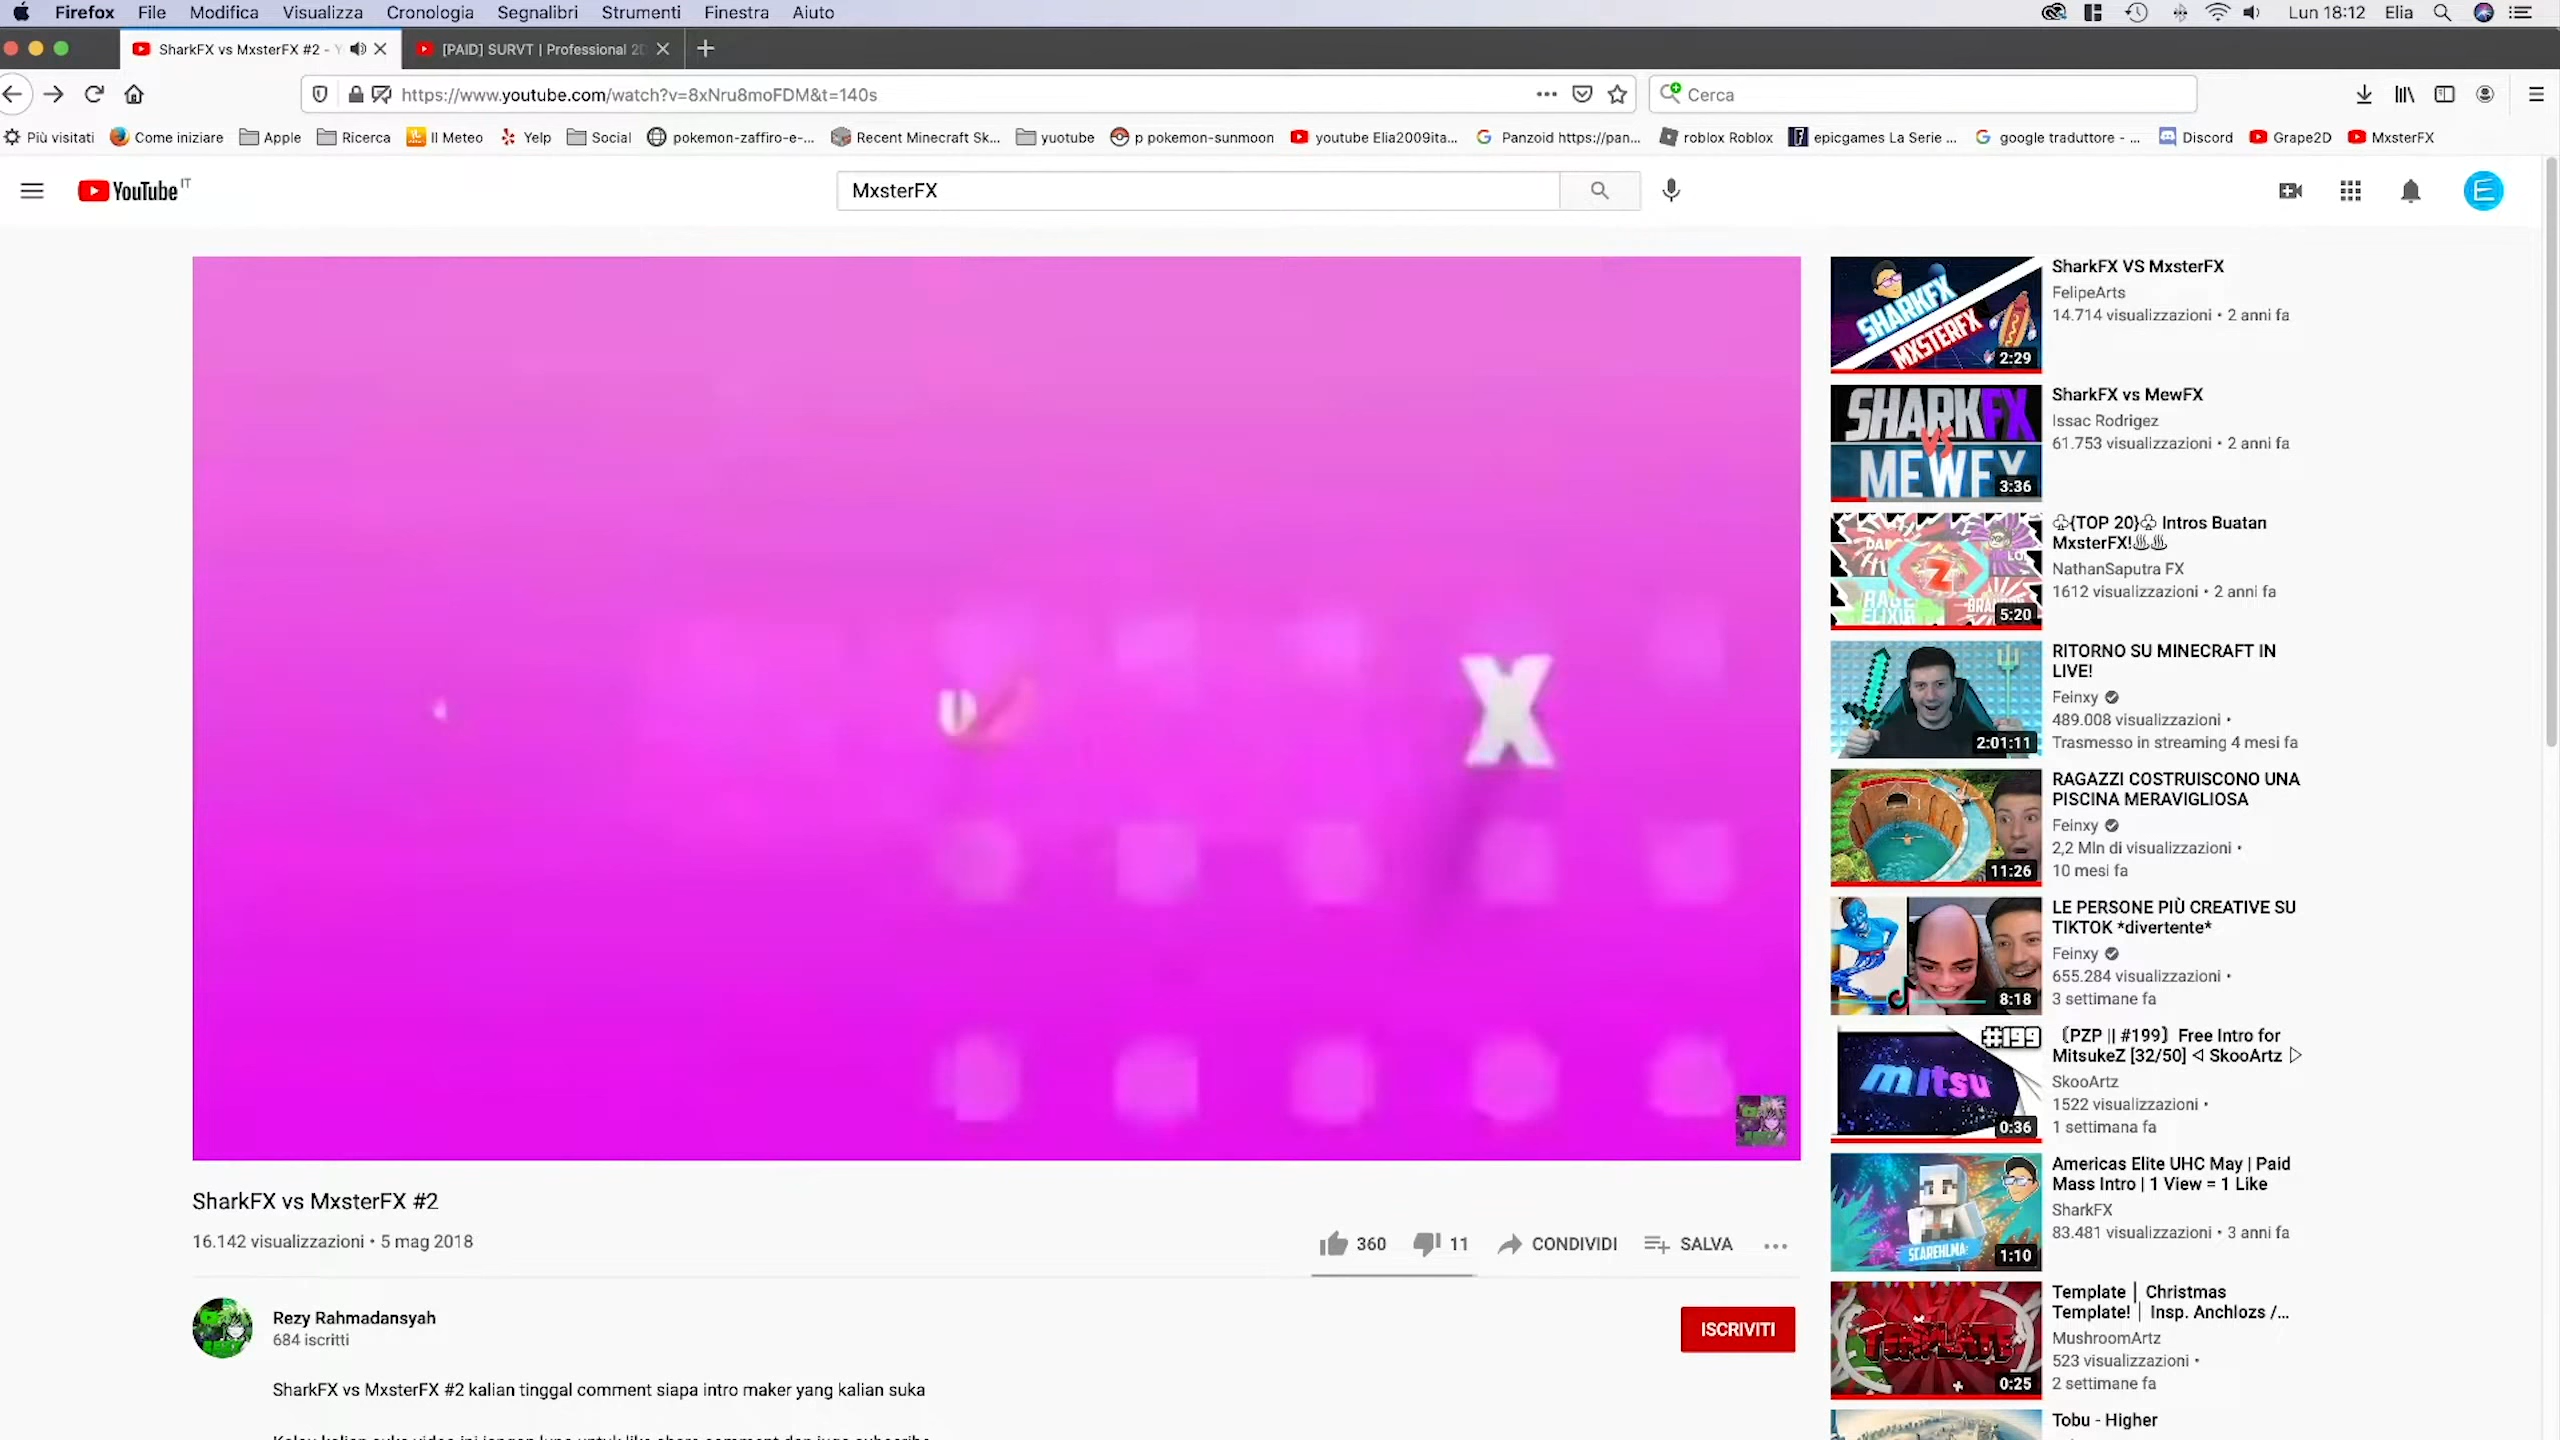 Firefox File Modifica Visualizza Cronologia Segnalibri Strumenti Finestra Aiuto Lun 18:12 Elia
SharkFX vs MxsterFX #2 - Y [PAID] SURVT | Professional 2D
https://www.youtube.com/watch?v=8xNru8moFDM&t=140s Cerca
Più visitati Come iniziare Apple Ricerca Il Meteo Yelp Social pokemon-zaffiro-e-... Recent Minecraft Sk... yuotube p pokemon-sunmoon youtube Elia2009ita... Panzoid https://pan... roblox Roblox epicgames La Serie ... google traduttore - ... Discord Grape2D MxsterFX
YouTube IT MxsterFX E
X
SharkFX vs MxsterFX #2
16.142 visualizzazioni • 5 mag 2018
360 11 CONDIVIDI SALVA
Rezy Rahmadansyah
684 iscritti
ISCRIVITI
SharkFX vs MxsterFX #2 kalian tinggal comment siapa intro maker yang kalian suka
SHARKFX
MXSTERFX
2:29
SharkFX VS MxsterFX
FelipeArts
14.714 visualizzazioni • 2 anni fa
SHARKFX
VS
MEWFX
3:36
SharkFX vs MewFX
Issac Rodrigez
61.753 visualizzazioni • 2 anni fa
5:20
♧{TOP 20}♧ Intros Buatan
MxsterFX!♨♨
NathanSaputra FX
1612 visualizzazioni • 2 anni fa
2:01:11
RITORNO SU MINECRAFT IN
LIVE!
Feinxy
489.008 visualizzazioni •
Trasmesso in streaming 4 mesi fa
11:26
RAGAZZI COSTRUISCONO UNA
PISCINA MERAVIGLIOSA
Feinxy
2,2 Mln di visualizzazioni •
10 mesi fa
8:18
LE PERSONE PIÙ CREATIVE SU
TIKTOK *divertente*
Feinxy
655.284 visualizzazioni •
3 settimane fa
#199
mitsu
0:36
〘PZP || #199〙Free Intro for
MitsukeZ [32/50] ◁ SkooArtz ▷
SkooArtz
1522 visualizzazioni •
1 settimana fa
SCAREHLMA
1:10
Americas Elite UHC May | Paid
Mass Intro | 1 View = 1 Like
SharkFX
83.481 visualizzazioni • 3 anni fa
TEMPLATE
0:25
Template │ Christmas
Template! │ Insp. Anchlozs /...
MushroomArtz
523 visualizzazioni •
2 settimane fa
Tobu - Higher